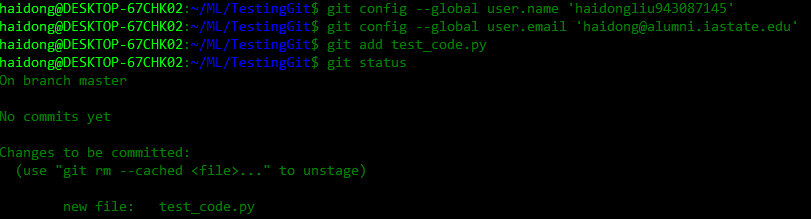 haidong@DESKTOP-67CHK02:~/ML/TestingGit$ git config --global user.name 'haidongliu943087145'
haidong@DESKTOP-67CHK02:~/ML/TestingGit$ git config --global user.email 'haidong@alumni.iastate.edu'
haidong@DESKTOP-67CHK02:~/ML/TestingGit$ git add test_code.py
haidong@DESKTOP-67CHK02:~/ML/TestingGit$ git status
On branch master

No commits yet

Changes to be committed:
  (use "git rm --cached <file>..." to unstage)

        new file:   test_code.py